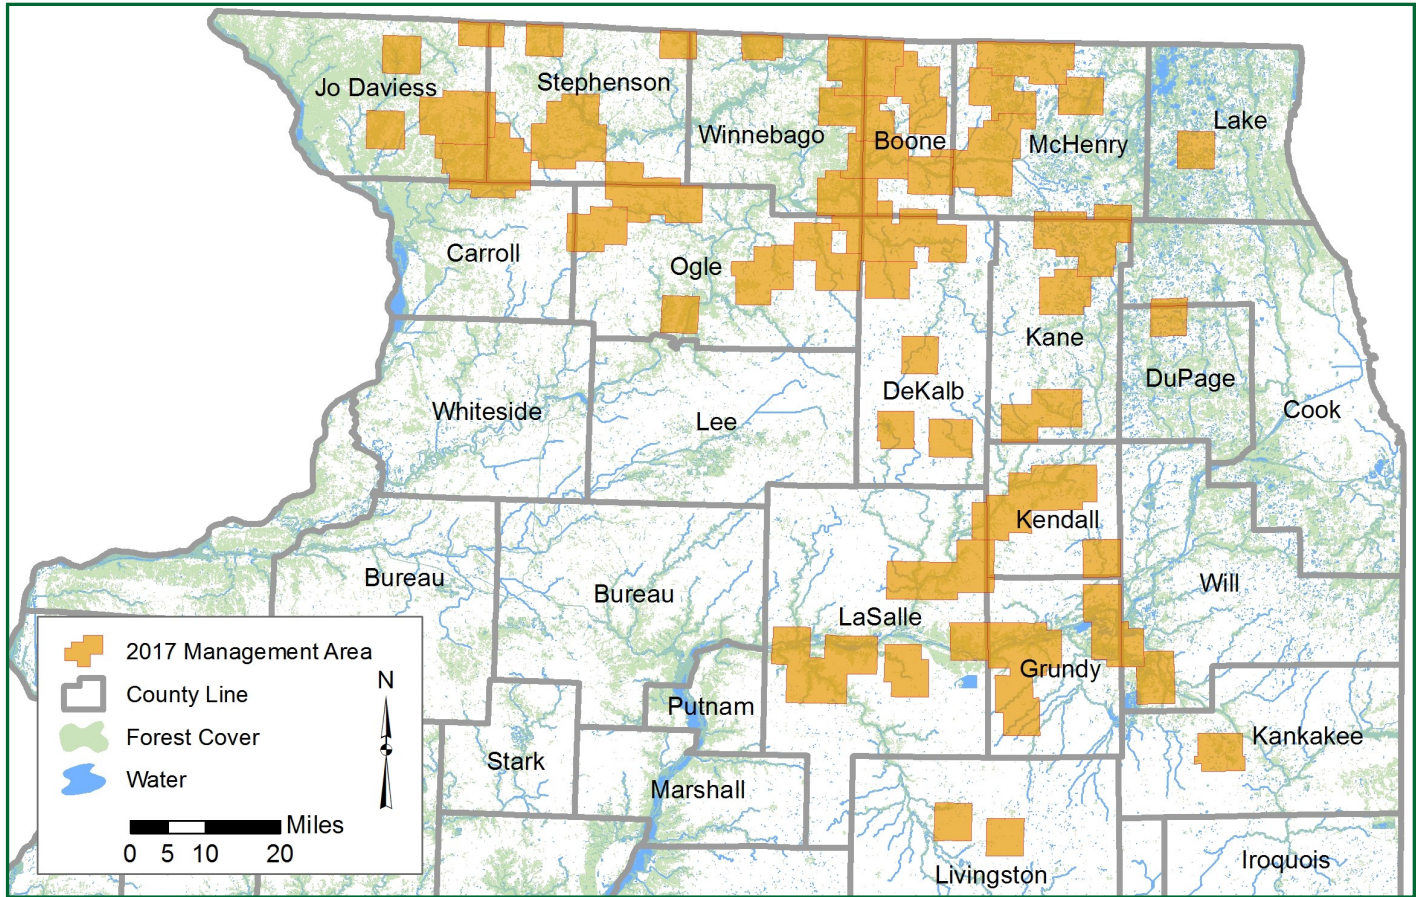 Jo Daviess
Stephenson
Winnebago
Boone
McHenry
Lake
Carroll
Ogle
Kane
DeKalb
DuPage
Cook
Whiteside
Lee
Kendall
Bureau
Bureau
LaSalle
Will
Grundy
Putnam
Kankakee
Stark
Marshall
Livingston
Iroquois
2017 Management Area
County Line
Forest Cover
Water
N
Miles
0 5 10 20